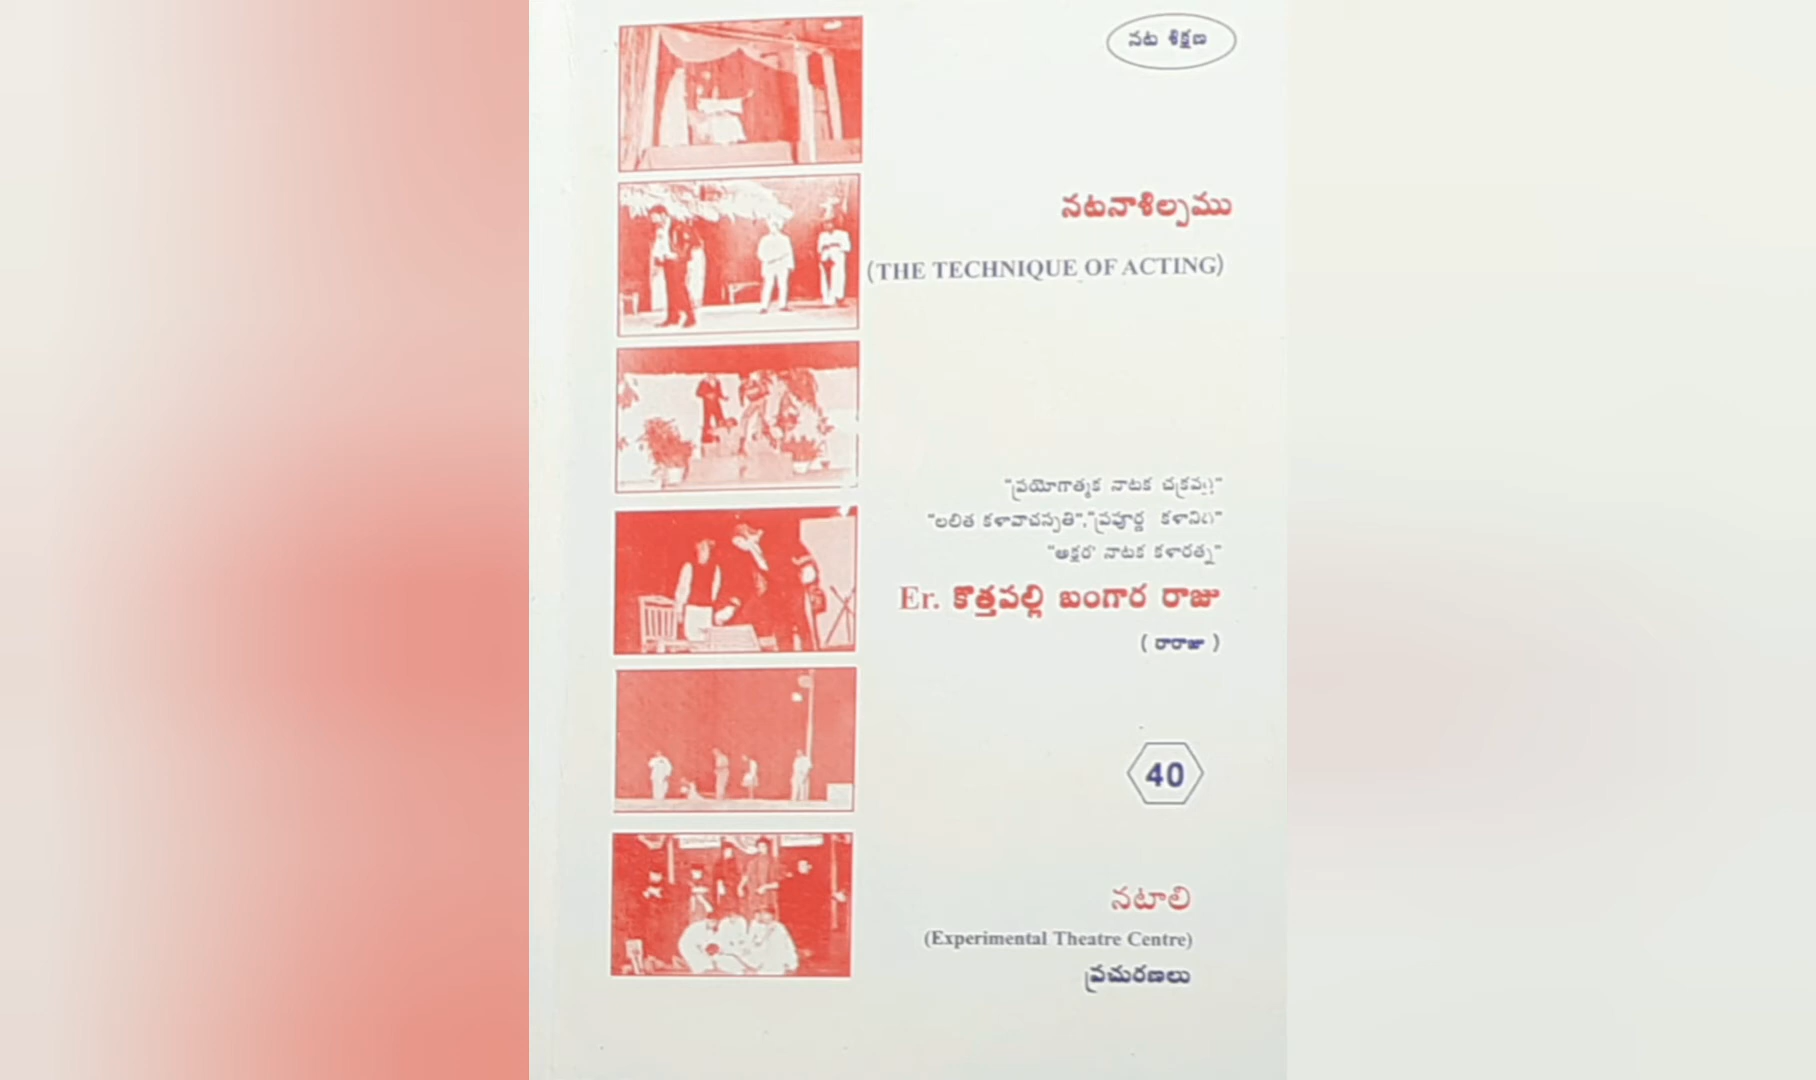 నట శిక్షణ
నటనాశిల్పము
(THE TECHNIQUE OF ACTING)
"ప్రయోగాత్మక నాటక చక్రవర్తి"
"లలిత కళావాచస్పతి","ప్రపూర్ణ కళానిధి"
"అక్షర నాటక కళారత్న"
Er. కొత్తపల్లి బంగార రాజు
( రారాజు )
40
నటాలి
(Experimental Theatre Centre)
ప్రచురణలు